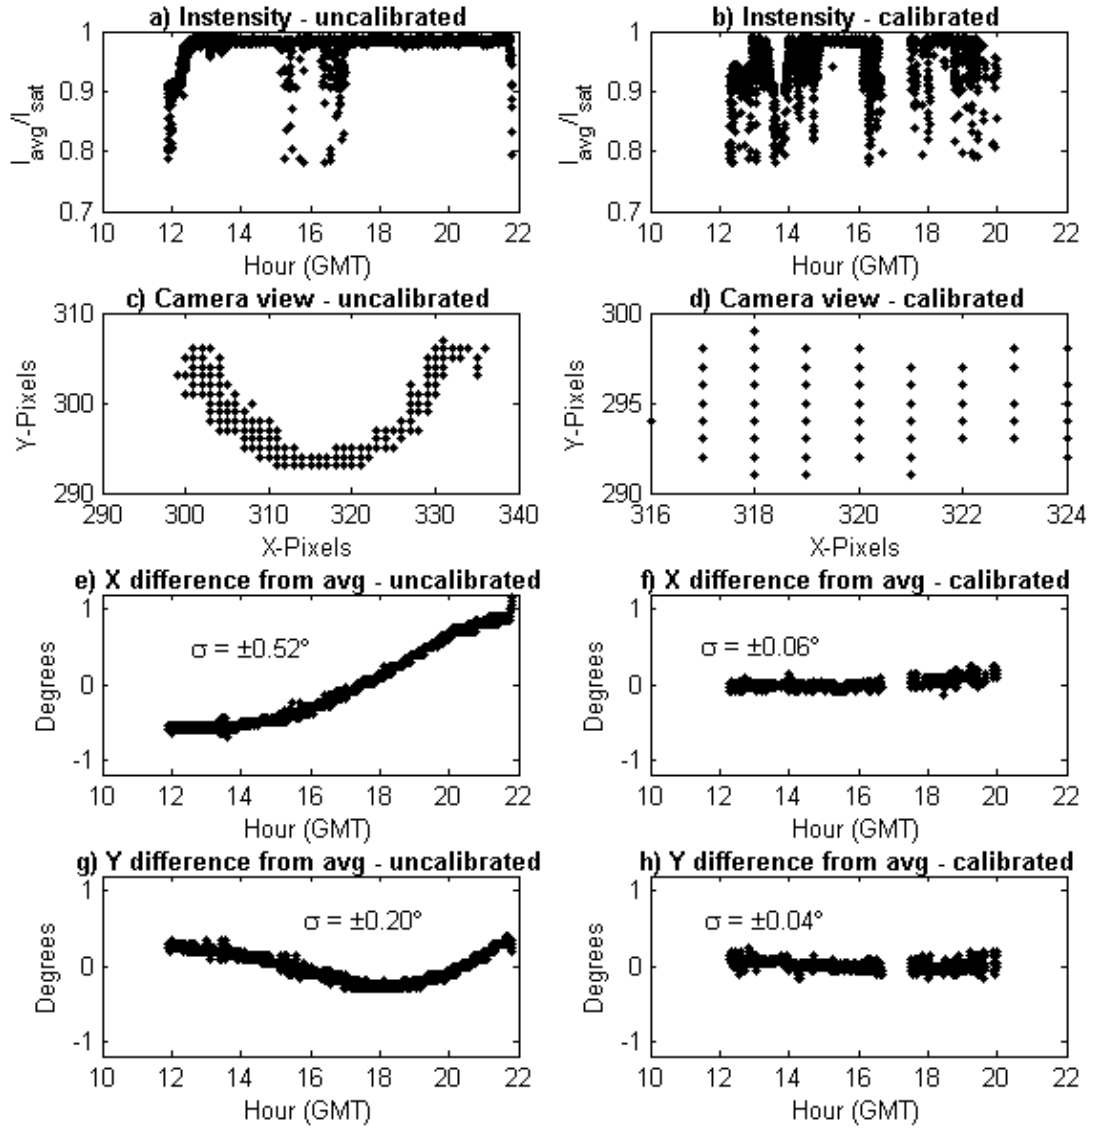 a) Instensity - uncalibrated
b) Instensity - calibrated
1
0.9
0.8
0.7
I_avg/I_sat
10 12 14 16 18 20 22
Hour (GMT)
1
0.9
0.8
0.7
I_avg/I_sat
10 12 14 16 18 20 22
Hour (GMT)
c) Camera view - uncalibrated
d) Camera view - calibrated
310
300
290
Y-Pixels
290 300 310 320 330 340
X-Pixels
300
295
290
Y-Pixels
316 318 320 322 324
X-Pixels
e) X difference from avg - uncalibrated
f) X difference from avg - calibrated
1
0
-1
Degrees
σ = ±0.52°
10 12 14 16 18 20 22
Hour (GMT)
1
0
-1
Degrees
σ = ±0.06°
10 12 14 16 18 20 22
Hour (GMT)
g) Y difference from avg - uncalibrated
h) Y difference from avg - calibrated
1
0
-1
Degrees
σ = ±0.20°
10 12 14 16 18 20 22
Hour (GMT)
1
0
-1
Degrees
σ = ±0.04°
10 12 14 16 18 20 22
Hour (GMT)